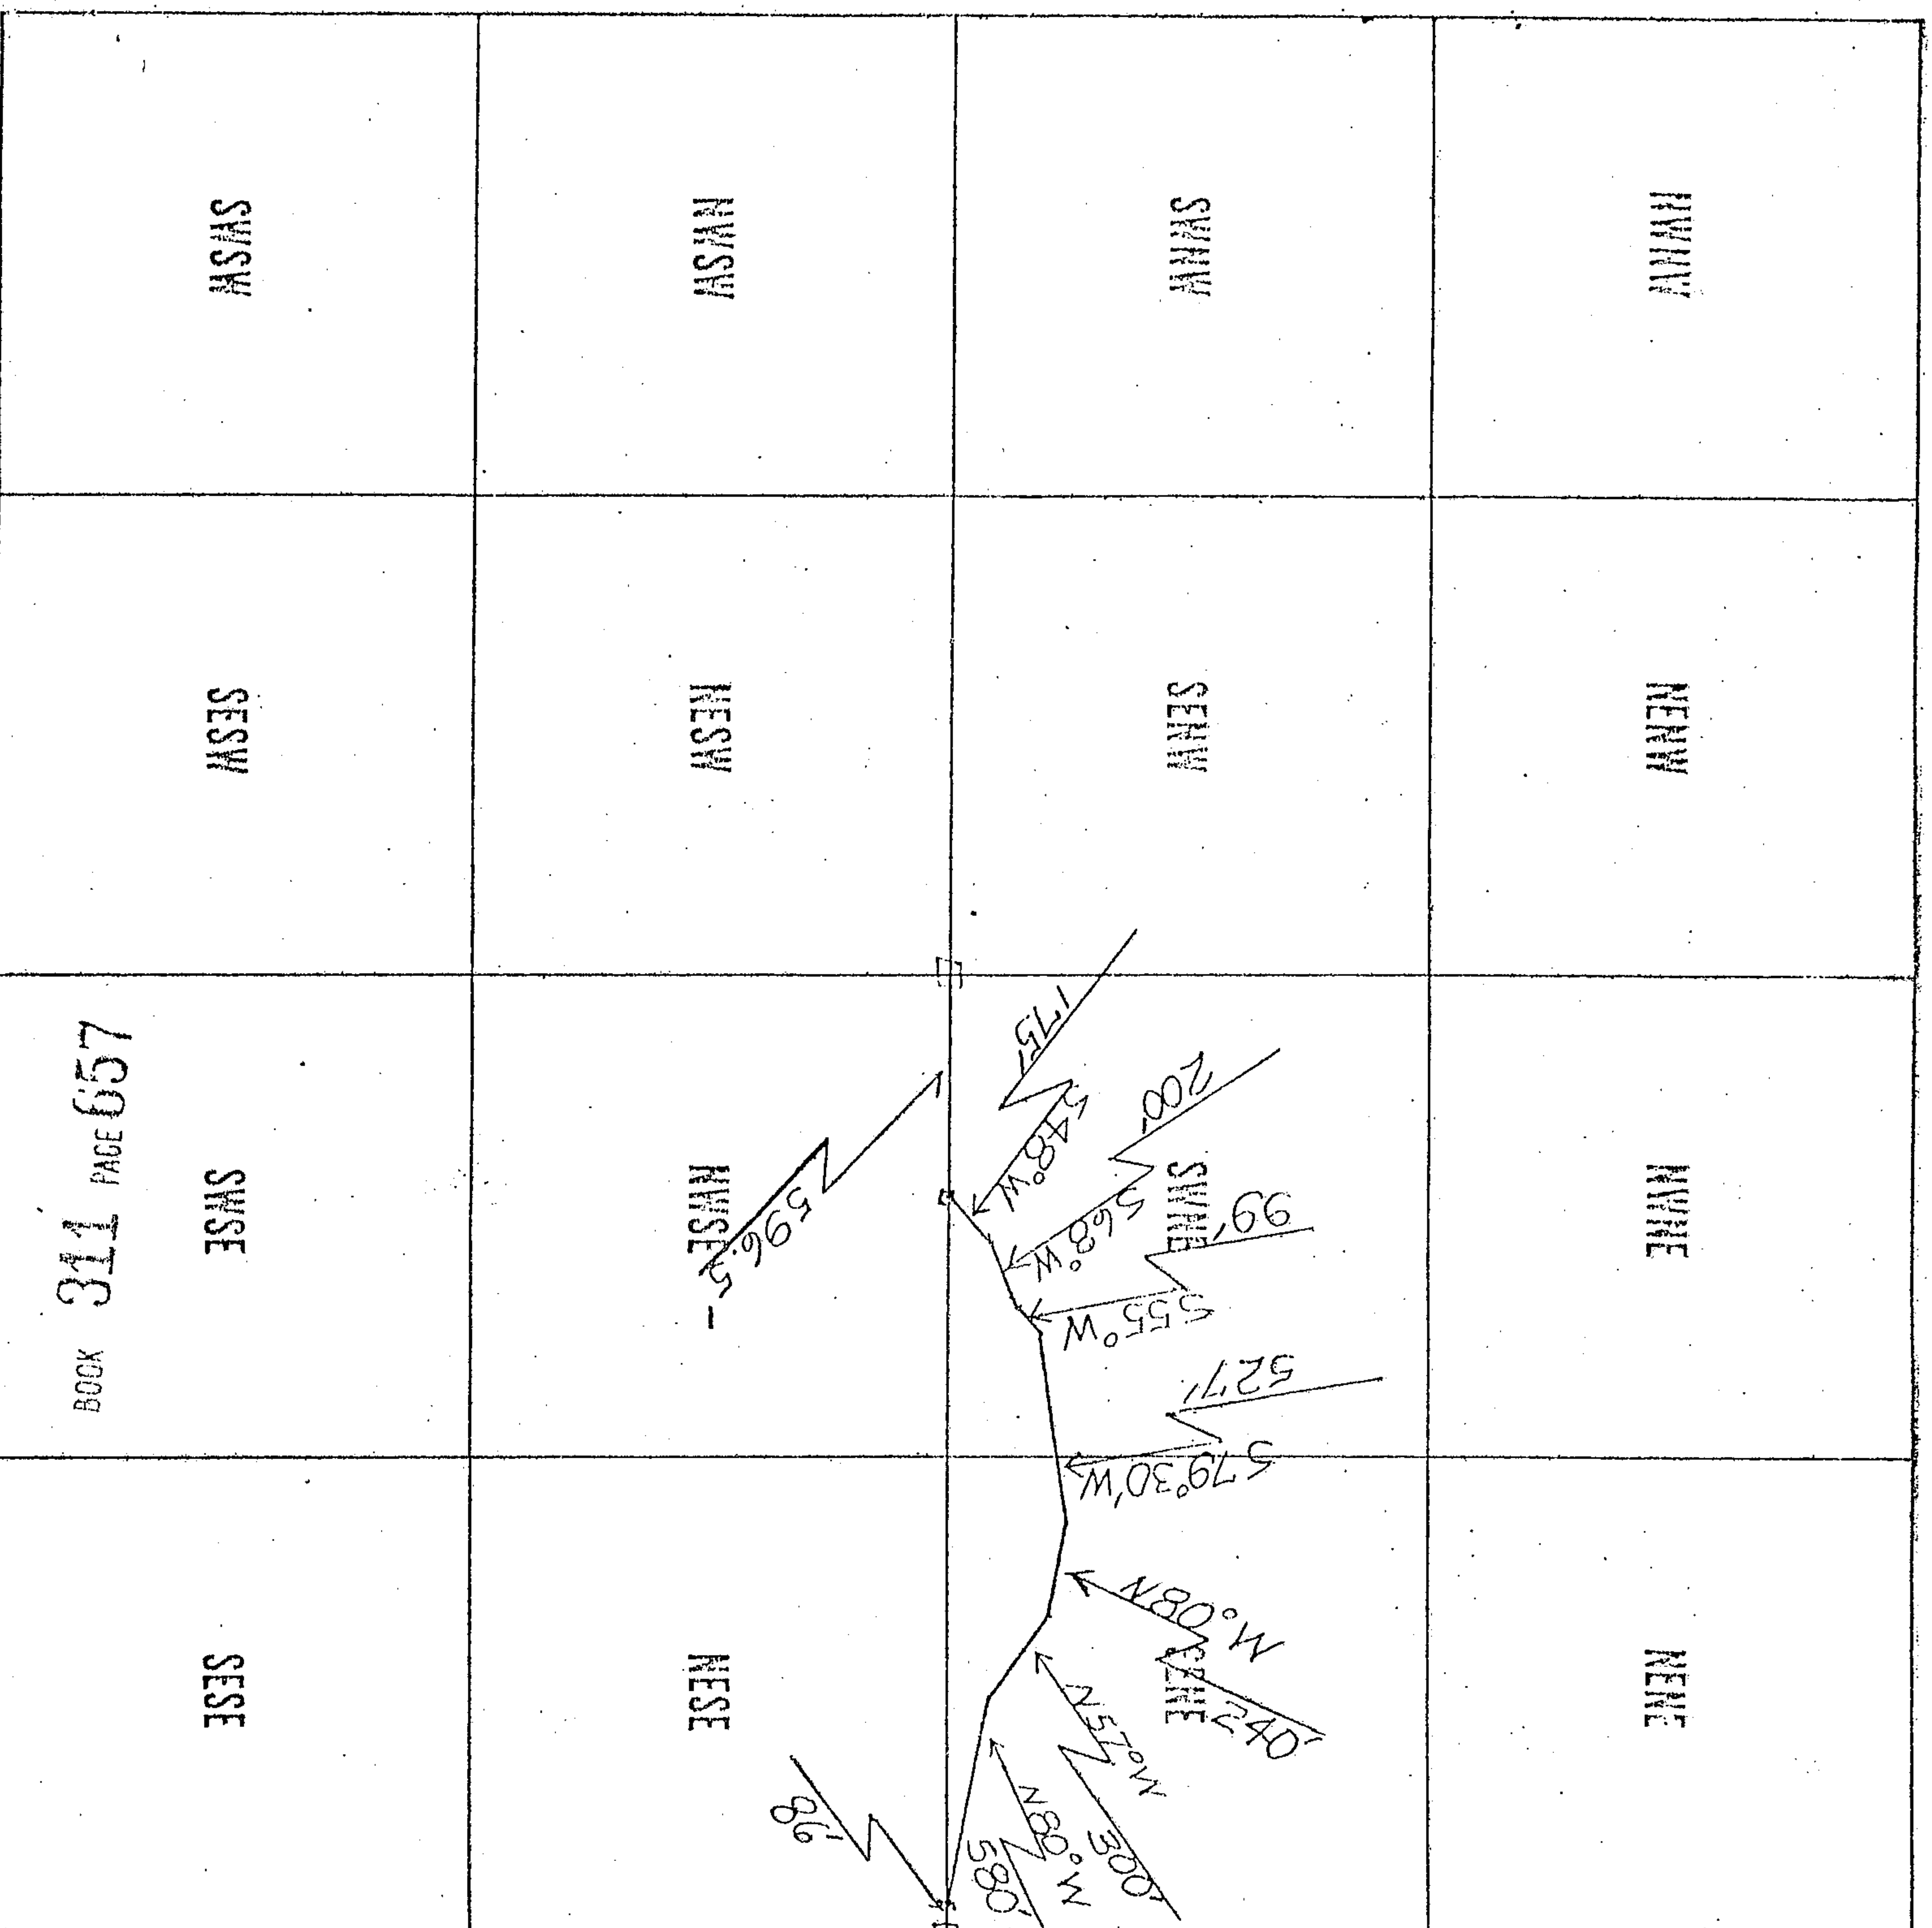 NWNW
NENW
NWNE
NENE
SWNW
SENW
SWNE
SENE
175'
S48°W
200'
S68°W
99'
S55°W
527'
S79°30'W
N80°W
240'
N57°W
300'
N80°W
580'
NWSW
NESW
NWSE
NESE
596.5
98'
SWSW
SESW
SWSE
SESE
BOOK 311 PAGE 657